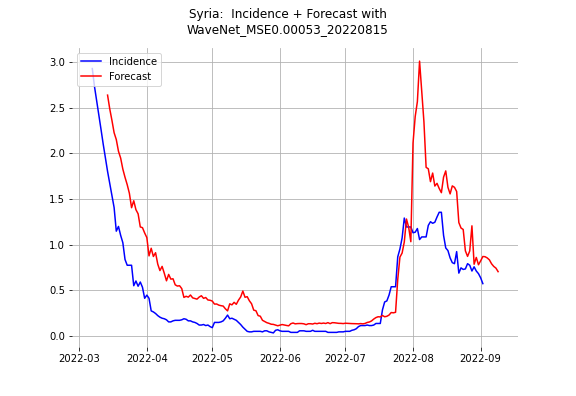 Syria:  Incidence + Forecast with
WaveNet_MSE0.00053_20220815
Incidence
Forecast
3.0
2.5
2.0
1.5
1.0
0.5
0.0
2022-03 2022-04 2022-05 2022-06 2022-07 2022-08 2022-09